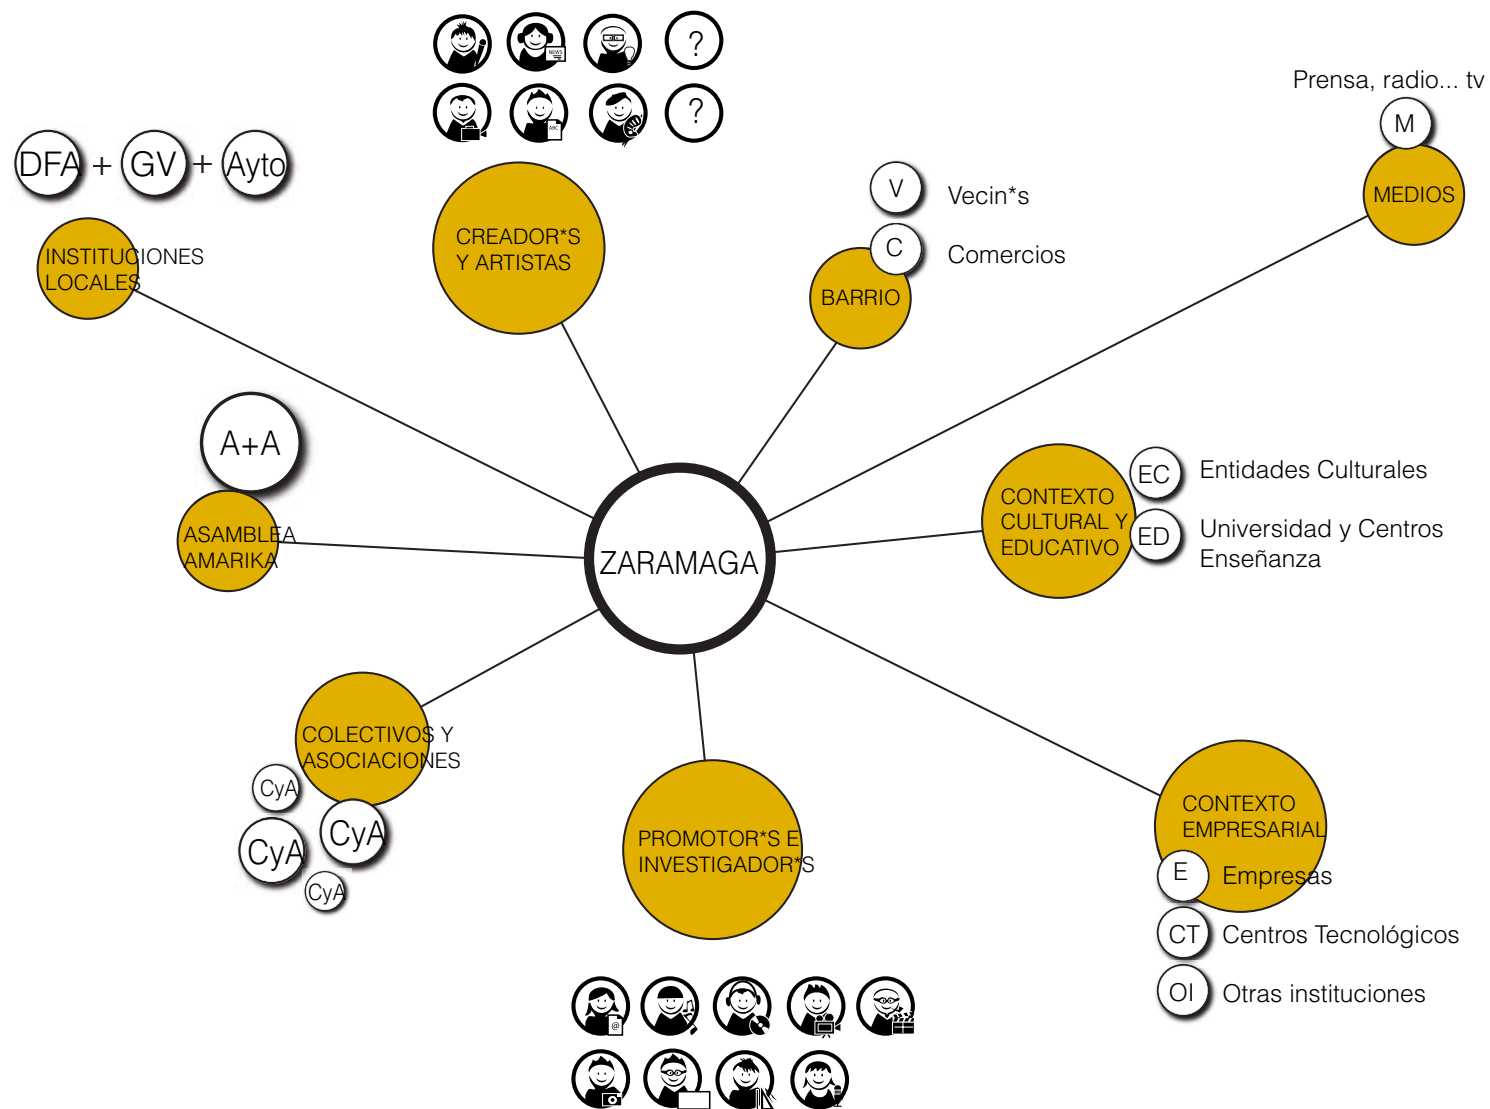 ?
NEWS
?
ABC
Prensa, radio... tv
M
MEDIOS
DFA + GV + Ayto
INSTITUCIONES
LOCALES
CREADOR*S
Y ARTISTAS
V Vecin*s
C Comercios
BARRIO
A+A
ASAMBLEA
AMARIKA
ZARAMAGA
CONTEXTO
CULTURAL Y
EDUCATIVO
EC Entidades Culturales
ED Universidad y Centros
Enseñanza
COLECTIVOS Y
ASOCIACIONES
CyA
CyA
CyA
CyA
PROMOTOR*S E
INVESTIGADOR*S
CONTEXTO
EMPRESARIAL
E Empresas
CT Centros Tecnológicos
OI Otras instituciones
@